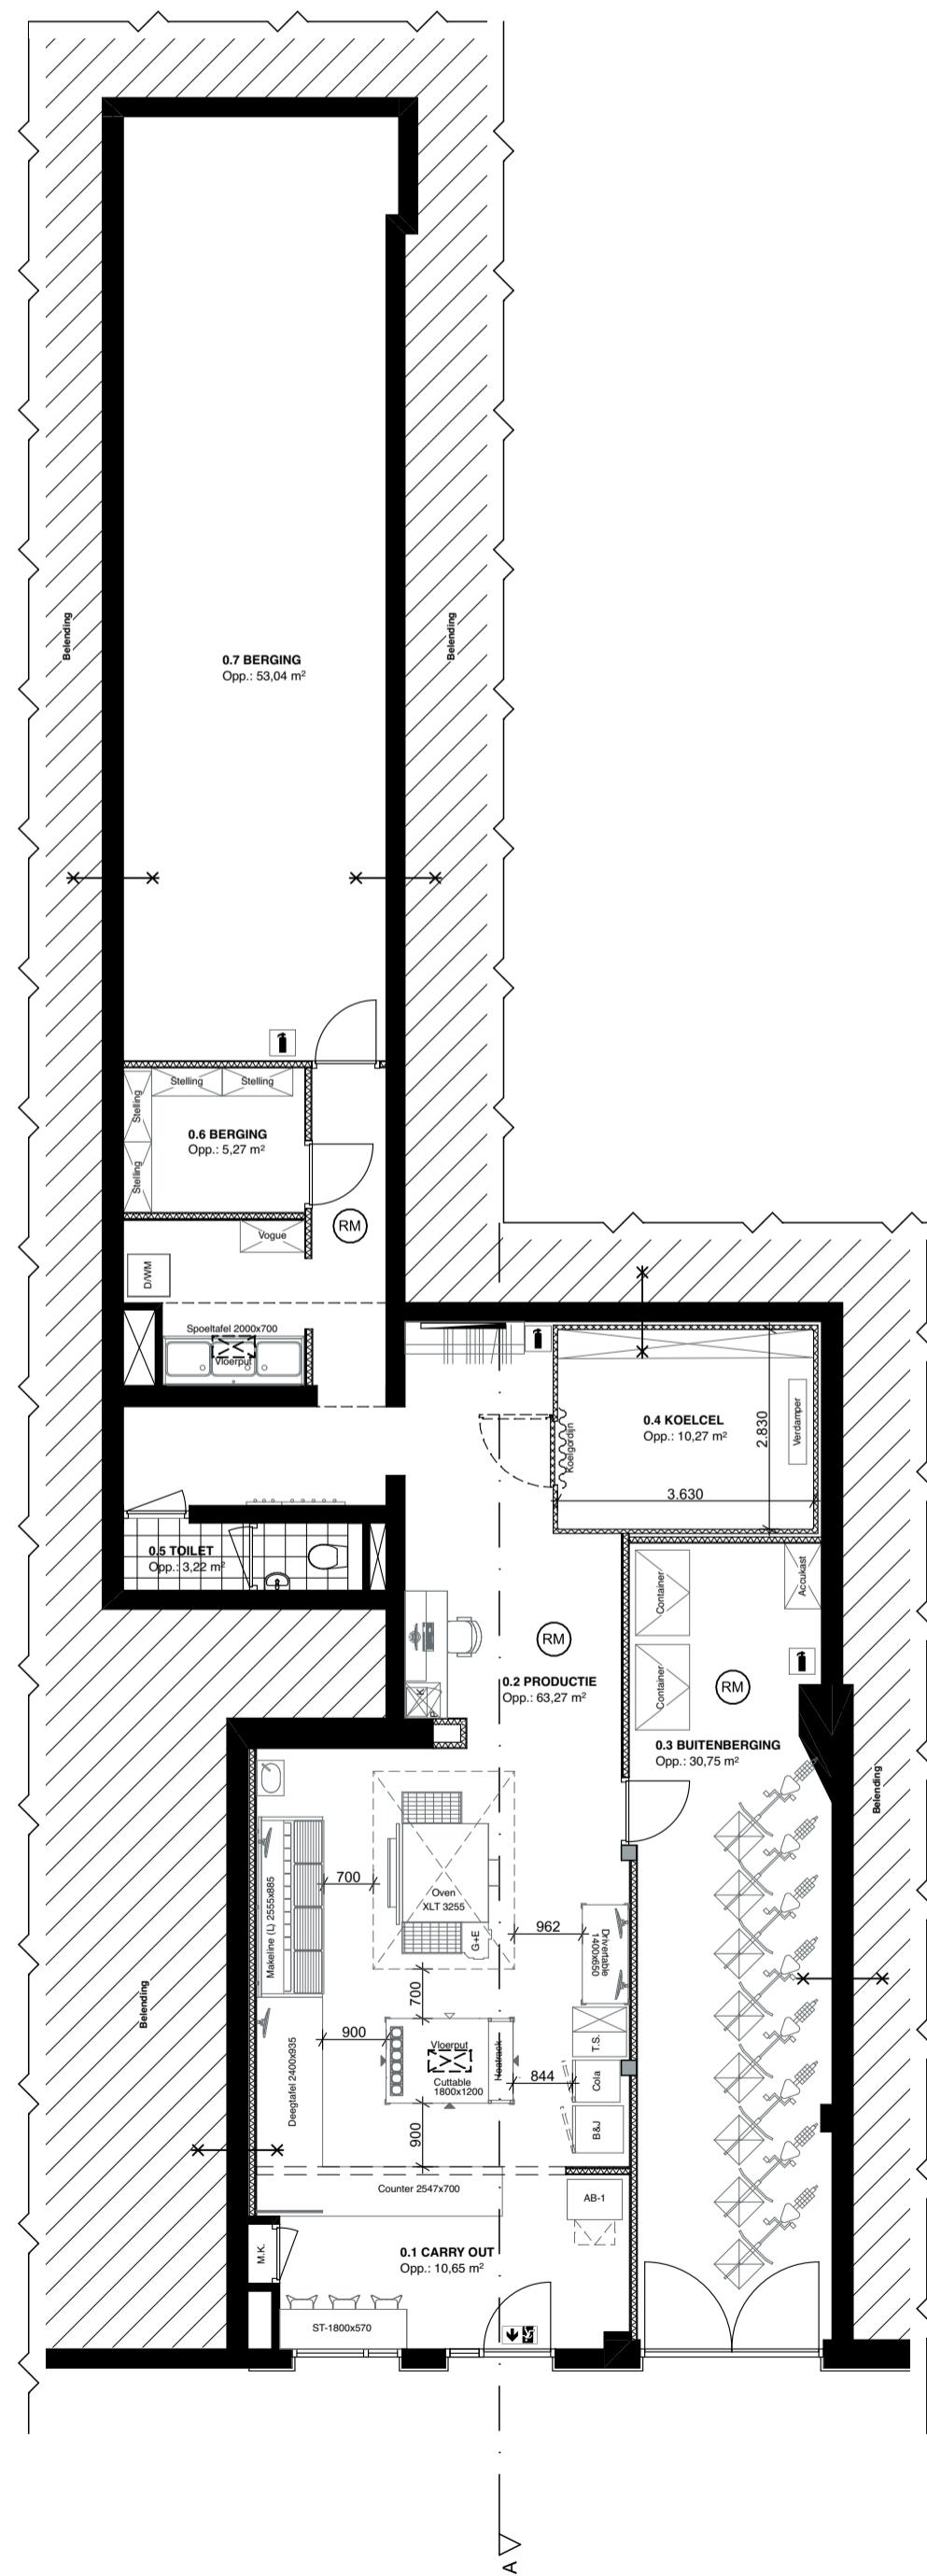 Belending
Belending
0.7 BERGING
Opp.: 53,04 m²
Stelling
Stelling
Stelling
Stelling
0.6 BERGING
Opp.: 5,27 m²
RM
Vogue
D/WM
Spoeltafel 2000x700
Vloerput
Koelgordijn
0.4 KOELCEL
Opp.: 10,27 m²
2.830
Verdamper
3.630
0.5 TOILET
Opp.: 3,22 m²
Container
Accukast
RM
Container
RM
0.2 PRODUCTIE
Opp.: 63,27 m²
0.3 BUITENBERGING
Opp.: 30,75 m²
Belending
Makeline (L) 2555x885
700
Oven
XLT 3255
G+E
962
Drivertable
1400x650
Belending
700
900
Vloerput
Cuttable
1800x1200
Heatrack
844
T.S.
Cola
B&J
Deegtafel 2400x935
900
Counter 2547x700
AB-1
M.K.
0.1 CARRY OUT
Opp.: 10,65 m²
ST-1800x570
A